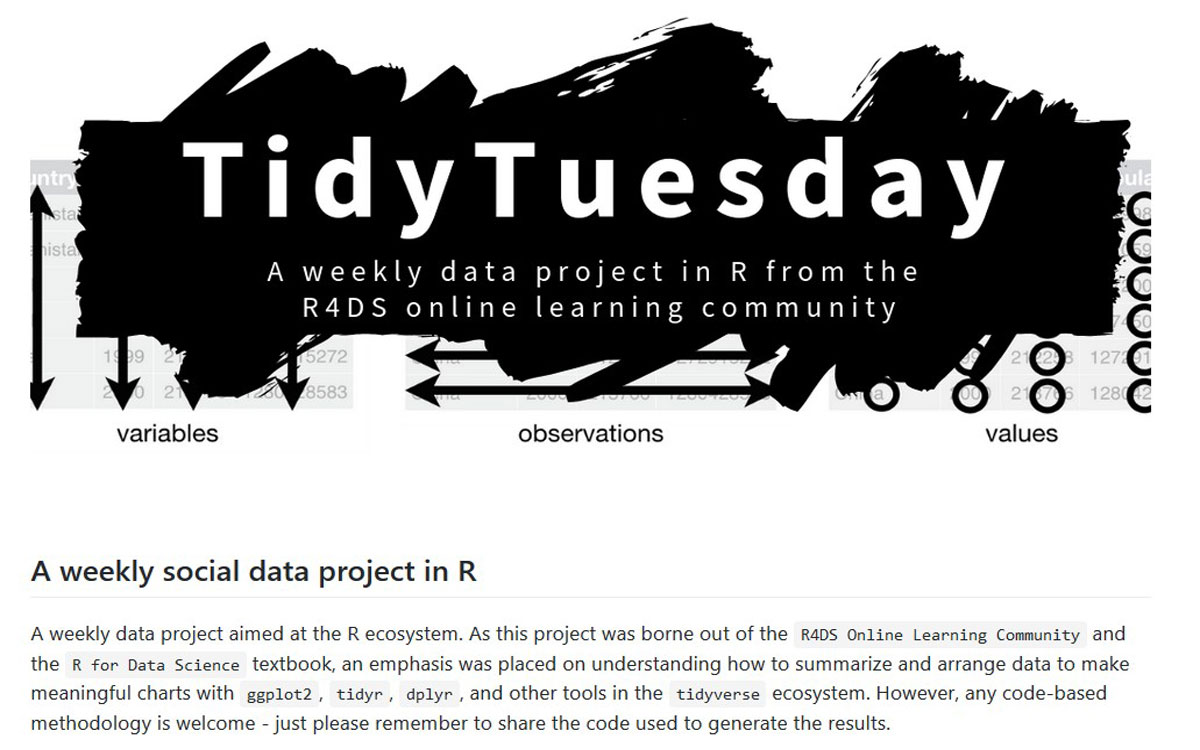 TidyTuesday
A weekly data project in R from the
R4DS online learning community
1999
15272
28583
variables
observations
values
A weekly social data project in R
A weekly data project aimed at the R ecosystem. As this project was borne out of the R4DS Online Learning Community and
the R for Data Science textbook, an emphasis was placed on understanding how to summarize and arrange data to make
meaningful charts with ggplot2, tidyr, dplyr, and other tools in the tidyverse ecosystem. However, any code-based
methodology is welcome - just please remember to share the code used to generate the results.